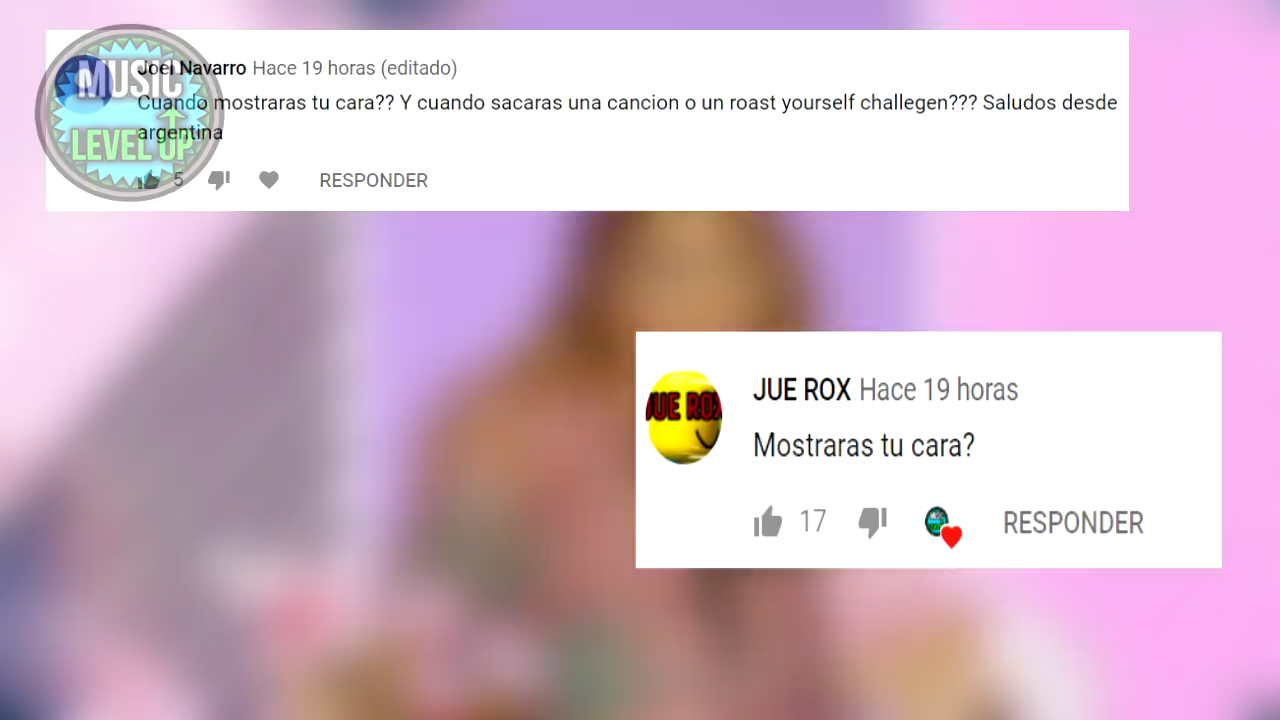 MUSIC
LEVEL UP
Joel Navarro Hace 19 horas (editado)
Cuando mostraras tu cara?? Y cuando sacaras una cancion o un roast yourself challegen??? Saludos desde
argentina
5 RESPONDER
JUE ROX
JUE ROX Hace 19 horas
Mostraras tu cara?
17 RESPONDER